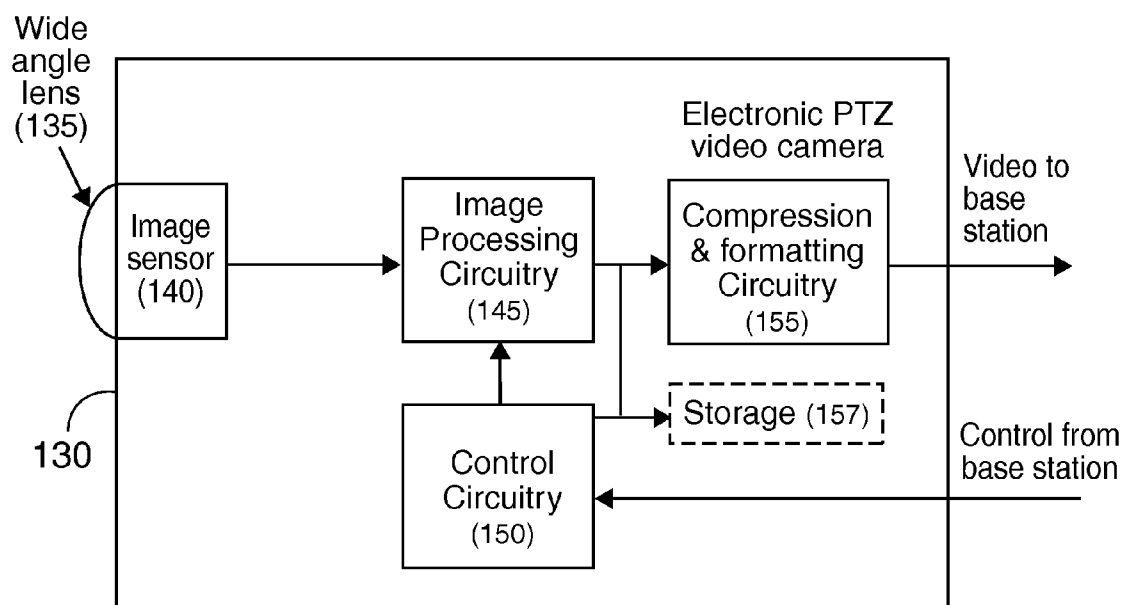 Wide
angle
lens
(135)
Electronic PTZ
video camera
Video to
base
station
Image
sensor
(140)
Image
Processing
Circuitry
(145)
Compression
& formatting
Circuitry
(155)
Storage (157)
130
Control
Circuitry
(150)
Control from
base station